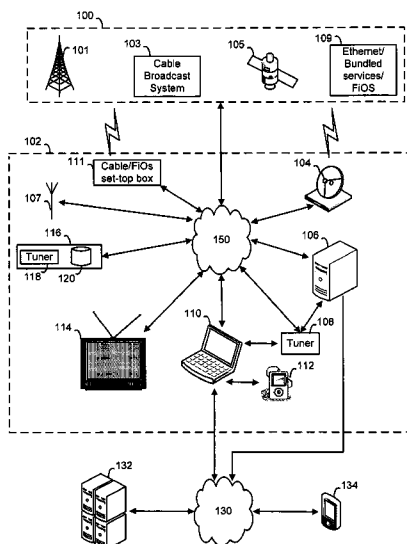 100
101
103
Cable
Broadcast
System
105
109
Ethernet/
Bundled
services/
FiOS
102
111
Cable/FiOs
set-top box
104
107
116
Tuner
118
120
150
106
114
110
108
Tuner
112
132
130
134